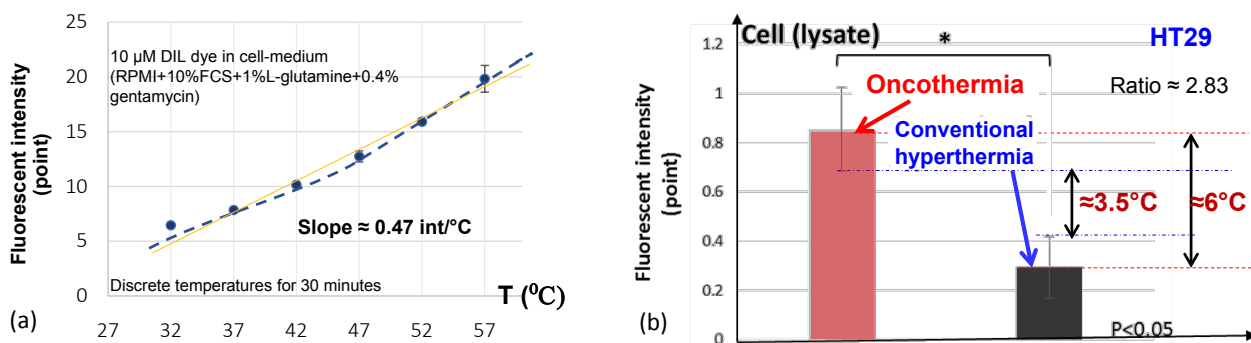 (a)
Fluorescent intensity
(point)
25
20
15
10
5
0
10 µM DIL dye in cell-medium
(RPMI+10%FCS+1%L-glutamine+0.4%
gentamycin)
Slope ≈ 0.47 int/°C
Discrete temperatures for 30 minutes
T (⁰C)
27 32 37 42 47 52 57
(b)
Fluorescent intensity
(point)
1.2
1
0.8
0.6
0.4
0.2
0
Cell (lysate)
*
HT29
Ratio ≈ 2.83
Oncothermia
Conventional
hyperthermia
≈3.5°C
≈6°C
P<0.05